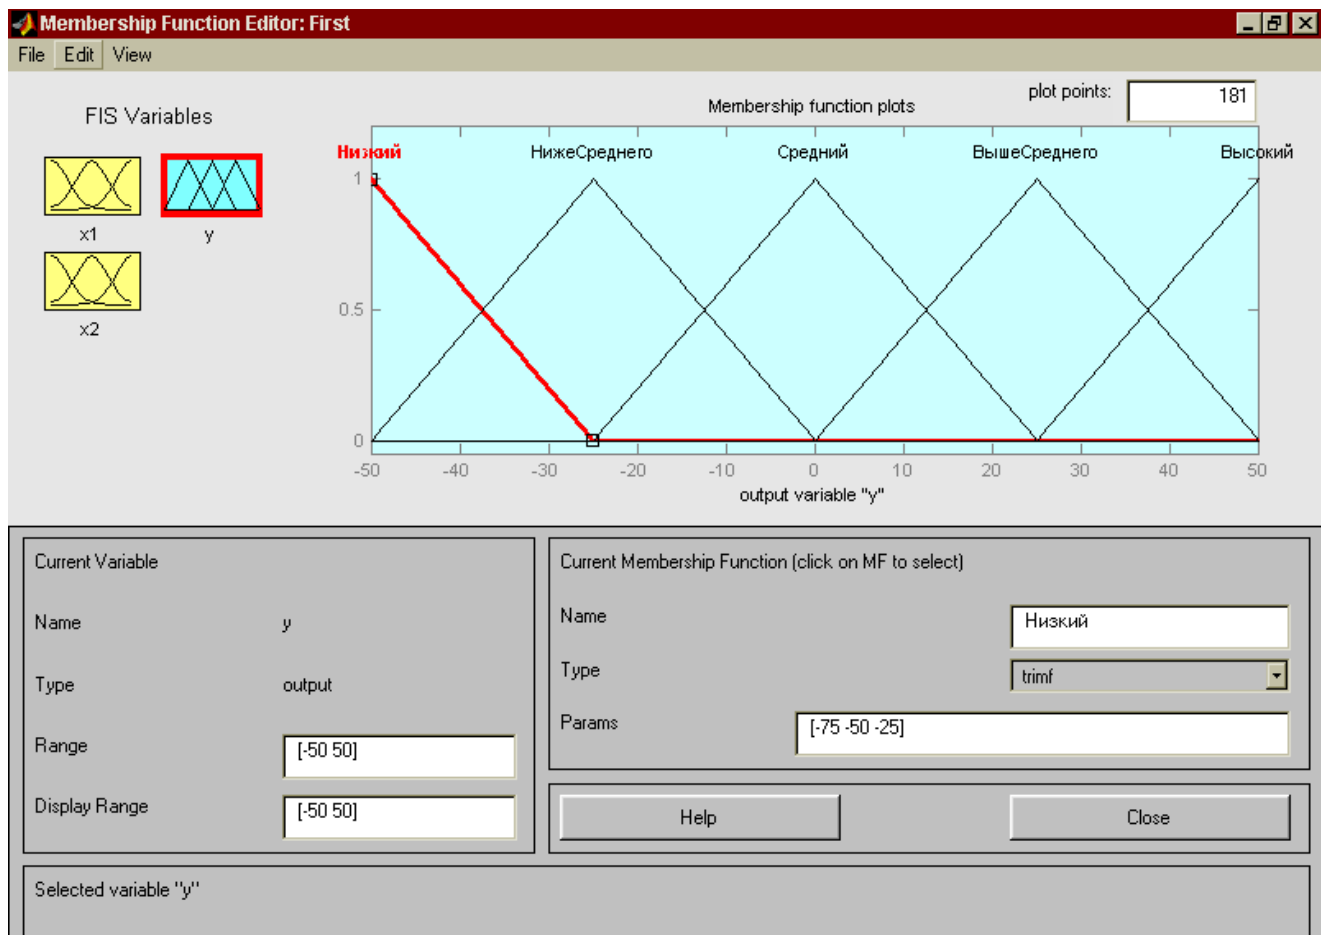 Membership Function Editor: First
File Edit View
FIS Variables
x1
y
x2
plot points: 181
Membership function plots
Низкий НижеСреднего Средний ВышеСреднего Высокий
1
0.5
0
-50 -40 -30 -20 -10 0 10 20 30 40 50
output variable "y"
Current Variable
Name y
Type output
Range [-50 50]
Display Range [-50 50]
Current Membership Function (click on MF to select)
Name Низкий
Type trimf
Params [-75 -50 -25]
Help Close
Selected variable "y"